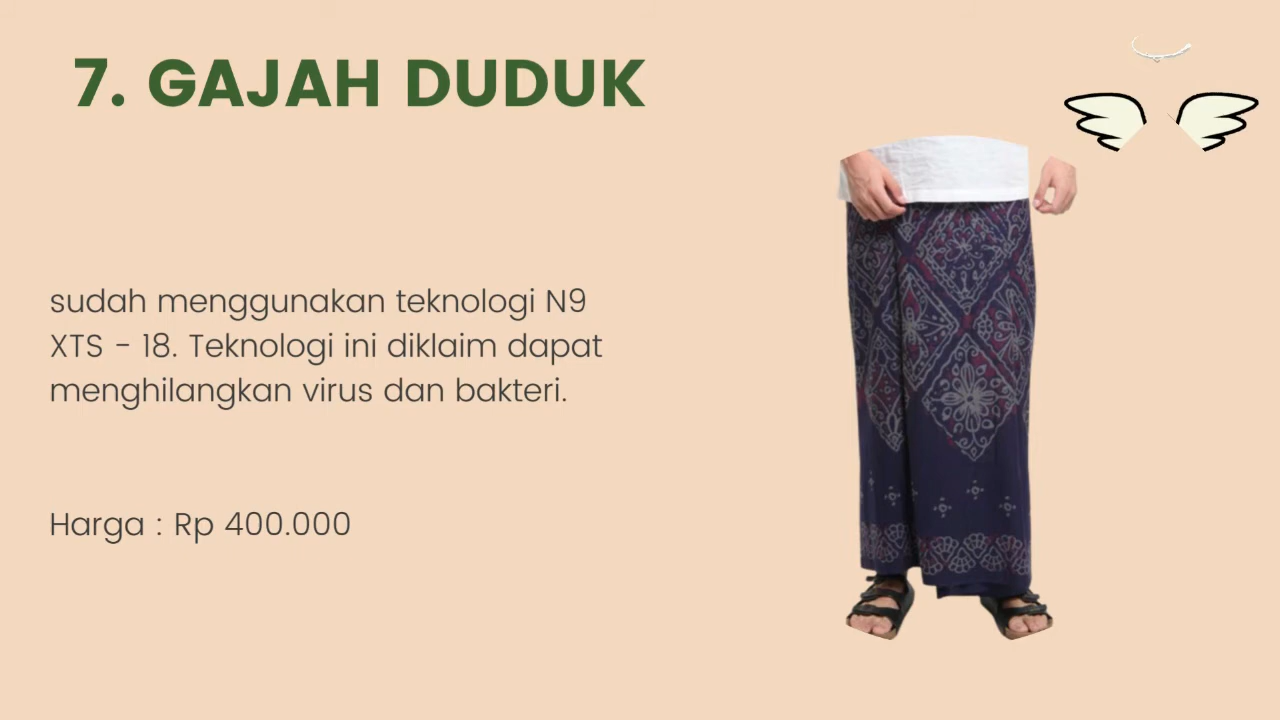 7. GAJAH DUDUK
sudah menggunakan teknologi N9
XTS - 18. Teknologi ini diklaim dapat
menghilangkan virus dan bakteri.
Harga : Rp 400.000